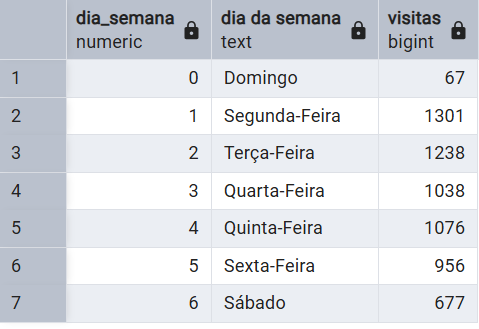 dia_semana dia da semana visitas
numeric text bigint
1 0 Domingo 67
2 1 Segunda-Feira 1301
3 2 Terça-Feira 1238
4 3 Quarta-Feira 1038
5 4 Quinta-Feira 1076
6 5 Sexta-Feira 956
7 6 Sábado 677